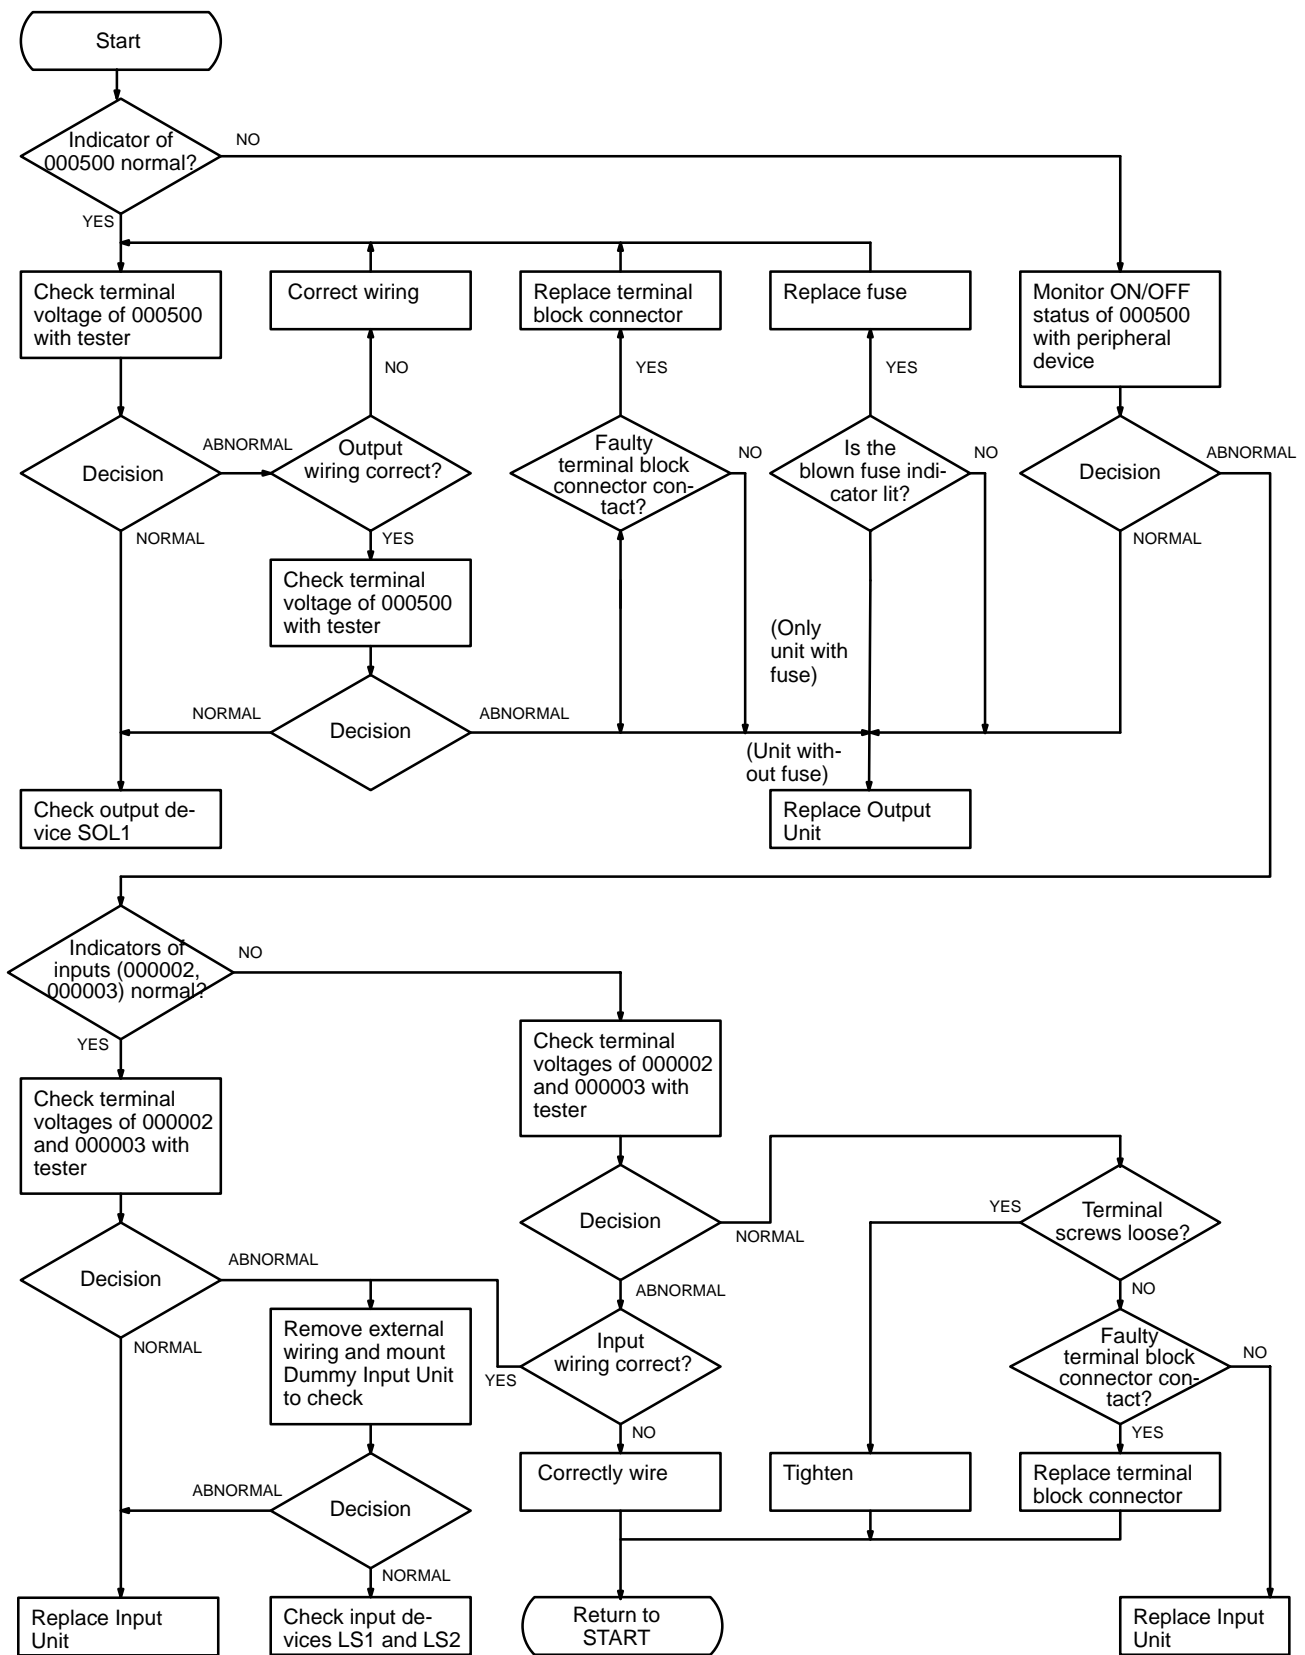 Start
Indicator of
000500 normal?
NO
YES
Check terminal
voltage of 000500
with tester
Correct wiring
Replace terminal
block connector
Replace fuse
Monitor ON/OFF
status of 000500
with peripheral
device
NO
YES
YES
Decision
ABNORMAL
Output
wiring correct?
Faulty
terminal block
connector con-
tact?
NO
Is the
blown fuse indi-
cator lit?
NO
Decision
ABNORMAL
NORMAL
YES
NORMAL
Check terminal
voltage of 000500
with tester
(Only
unit with
fuse)
NORMAL
Decision
ABNORMAL
(Unit with-
out fuse)
Check output de-
vice SOL1
Replace Output
Unit
Indicators of
inputs (000002,
000003) normal?
NO
YES
Check terminal
voltages of 000002
and 000003 with
tester
Check terminal
voltages of 000002
and 000003 with
tester
Decision
NORMAL
YES
Terminal
screws loose?
Decision
ABNORMAL
ABNORMAL
NO
NORMAL
Remove external
wiring and mount
Dummy Input Unit
to check
YES
Input
wiring correct?
Faulty
terminal block
connector con-
tact?
NO
NO
YES
ABNORMAL
Decision
Correctly wire
Tighten
Replace terminal
block connector
NORMAL
Replace Input
Unit
Check input de-
vices LS1 and LS2
Return to
START
Replace Input
Unit